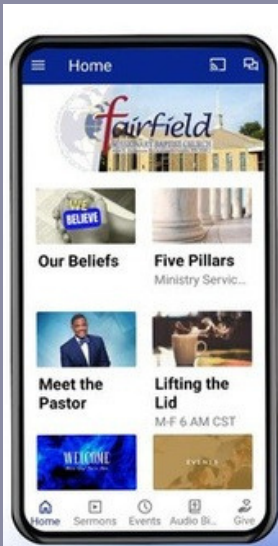 Home
Fairfield
MISSIONARY BAPTIST CHURCH
WE
BELIEVE
Our Beliefs
Five Pillars
Ministry Servic...
Meet the
Pastor
Lifting the
Lid
M-F 6 AM CST
WELCOME
EVENTS
Home
Sermons
Events
Audio Bi...
Give